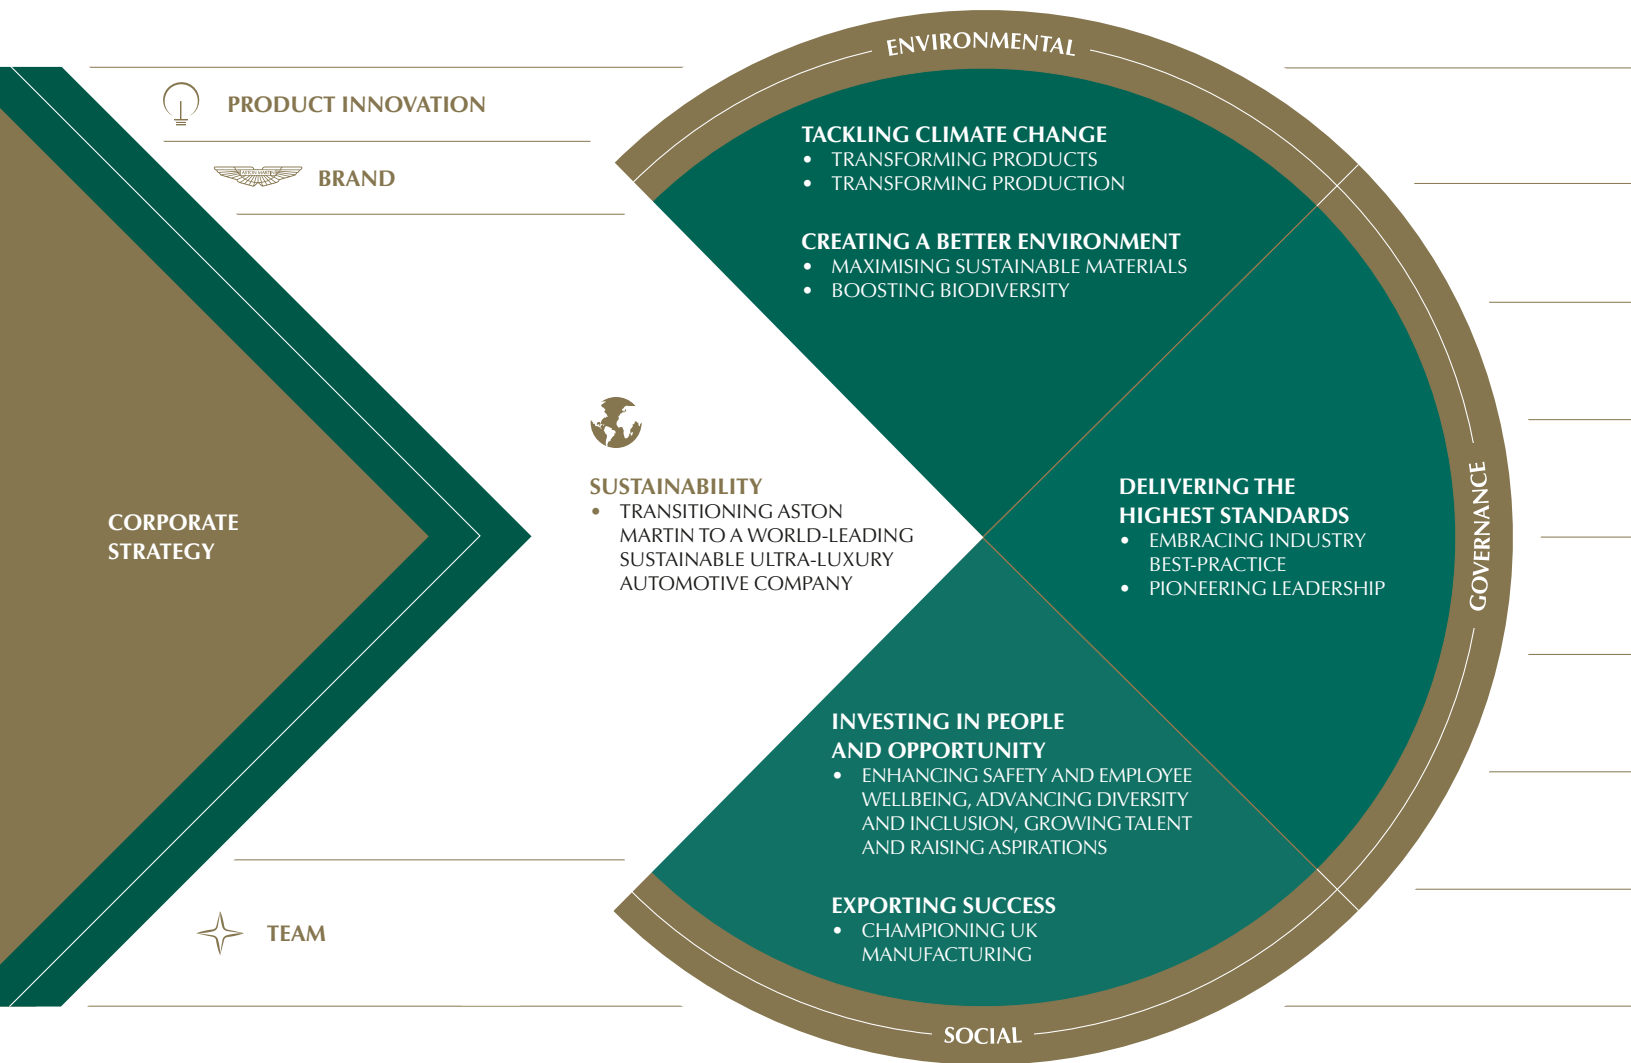 ENVIRONMENTAL
PRODUCT INNOVATION
ASTON MARTIN
BRAND
TACKLING CLIMATE CHANGE
• TRANSFORMING PRODUCTS
• TRANSFORMING PRODUCTION
CREATING A BETTER ENVIRONMENT
• MAXIMISING SUSTAINABLE MATERIALS
• BOOSTING BIODIVERSITY
CORPORATE
STRATEGY
SUSTAINABILITY
• TRANSITIONING ASTON
MARTIN TO A WORLD-LEADING
SUSTAINABLE ULTRA-LUXURY
AUTOMOTIVE COMPANY
DELIVERING THE
HIGHEST STANDARDS
• EMBRACING INDUSTRY
BEST-PRACTICE
• PIONEERING LEADERSHIP
GOVERNANCE
INVESTING IN PEOPLE
AND OPPORTUNITY
• ENHANCING SAFETY AND EMPLOYEE
WELLBEING, ADVANCING DIVERSITY
AND INCLUSION, GROWING TALENT
AND RAISING ASPIRATIONS
EXPORTING SUCCESS
• CHAMPIONING UK
MANUFACTURING
TEAM
SOCIAL